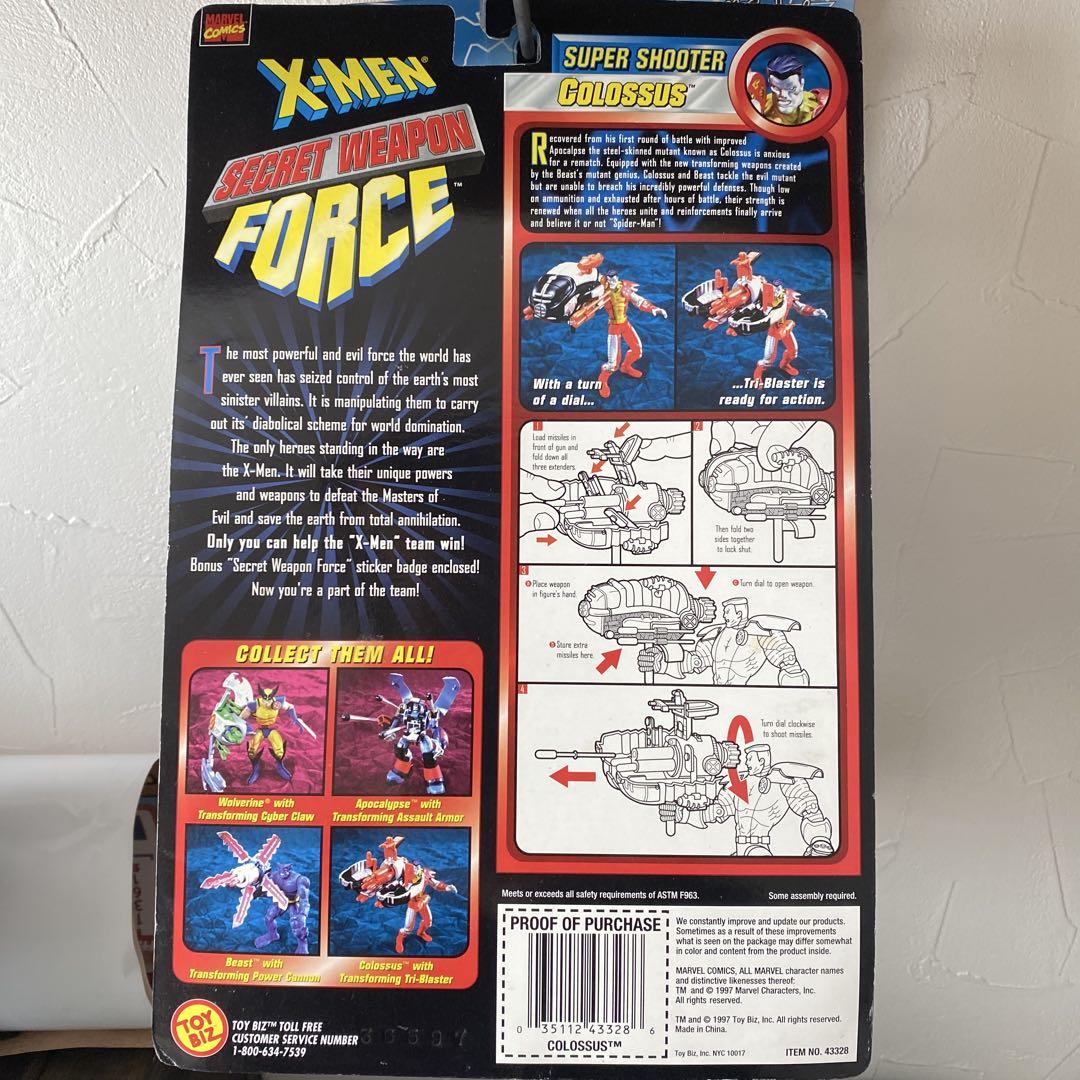 MARVEL
COMICS
X-MEN®
SECRET WEAPON
FORCE™
The most powerful and evil force the world has
ever seen has seized control of the earth's most
sinister villains. It is manipulating them to carry
out its' diabolical scheme for world domination.
The only heroes standing in the way are
the X-Men. It will take their unique powers
and weapons to defeat the Masters of
Evil and save the earth from total annihilation.
Only you can help the "X-Men" team win!
Bonus "Secret Weapon Force" sticker badge enclosed!
Now you're a part of the team!
COLLECT THEM ALL!
Wolverine® with
Transforming Cyber Claw
Apocalypse™ with
Transforming Assault Armor
Beast™ with
Transforming Power Cannon
Colossus™ with
Transforming Tri-Blaster
TOY
BIZ
TOY BIZ™ TOLL FREE
CUSTOMER SERVICE NUMBER
1-800-634-7539
SUPER SHOOTER
COLOSSUS™
Recovered from his first round of battle with improved
Apocalpse the steel-skinned mutant known as Colossus is anxious
for a rematch. Equipped with the new transforming weapons created
by the Beast's mutant genius, Colossus and Beast tackle the evil mutant
but are unable to breach his incredibly powerful defenses. Though low
on ammunition and exhausted after hours of battle, their strength is
renewed when all the heroes unite and reinforcements finally arrive
and believe it or not "Spider-Man"!
With a turn
of a dial...
...Tri-Blaster is
ready for action.
1
Load missiles in
front of gun and
fold down all
three extenders.
2
Then fold two
sides together
to lock shut.
3
Place weapon
in figure's hand.
Turn dial to open weapon.
Store extra
missiles here.
4
Turn dial clockwise
to shoot missiles.
Meets or exceeds all safety requirements of ASTM F963.
Some assembly required.
PROOF OF PURCHASE
0 35112 43328 6
COLOSSUS™
We constantly improve and update our products.
Sometimes as a result of these improvements
what is seen on the package may differ somewhat
in color and content from the product inside.
MARVEL COMICS, ALL MARVEL character names
and distinctive likenesses thereof:
TM and © 1997 Marvel Characters, Inc.
All rights reserved.
TM and © 1997 Toy Biz, Inc. All rights reserved.
Made in China.
Toy Biz, Inc. NYC 10017
ITEM NO. 43328